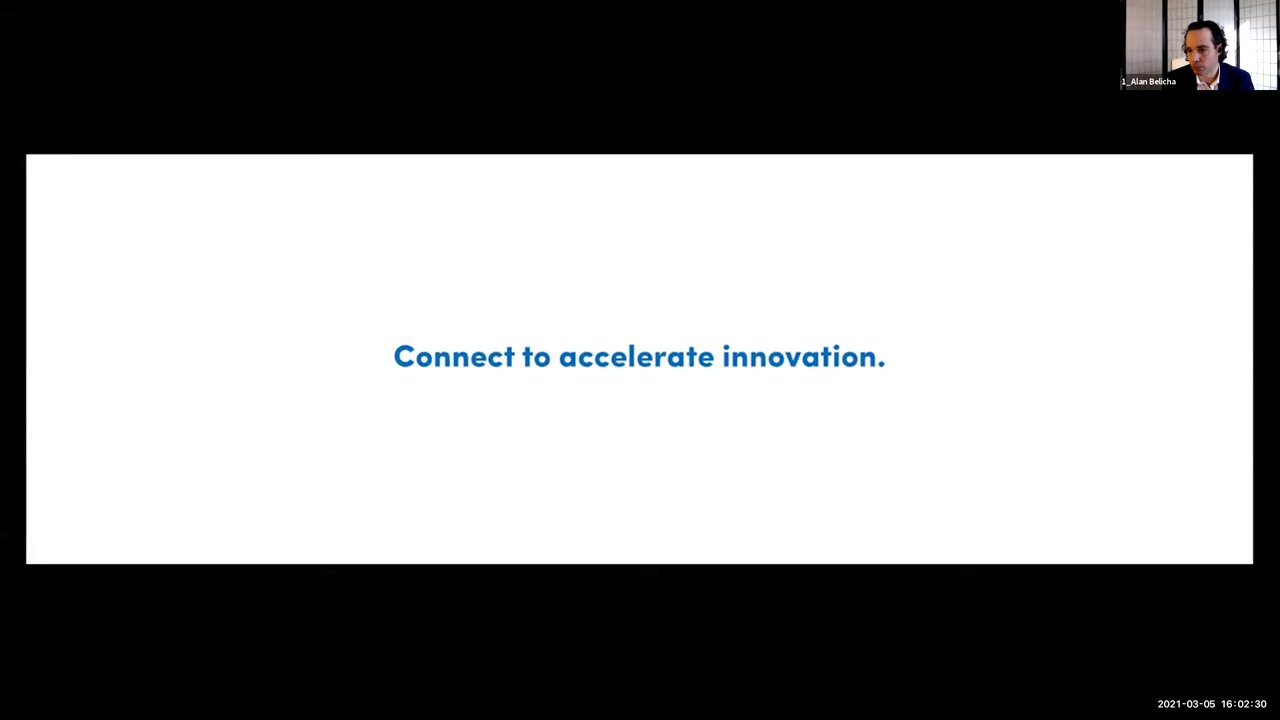 1_Alan Belicha
Connect to accelerate innovation.
2021-03-05 16:02:30